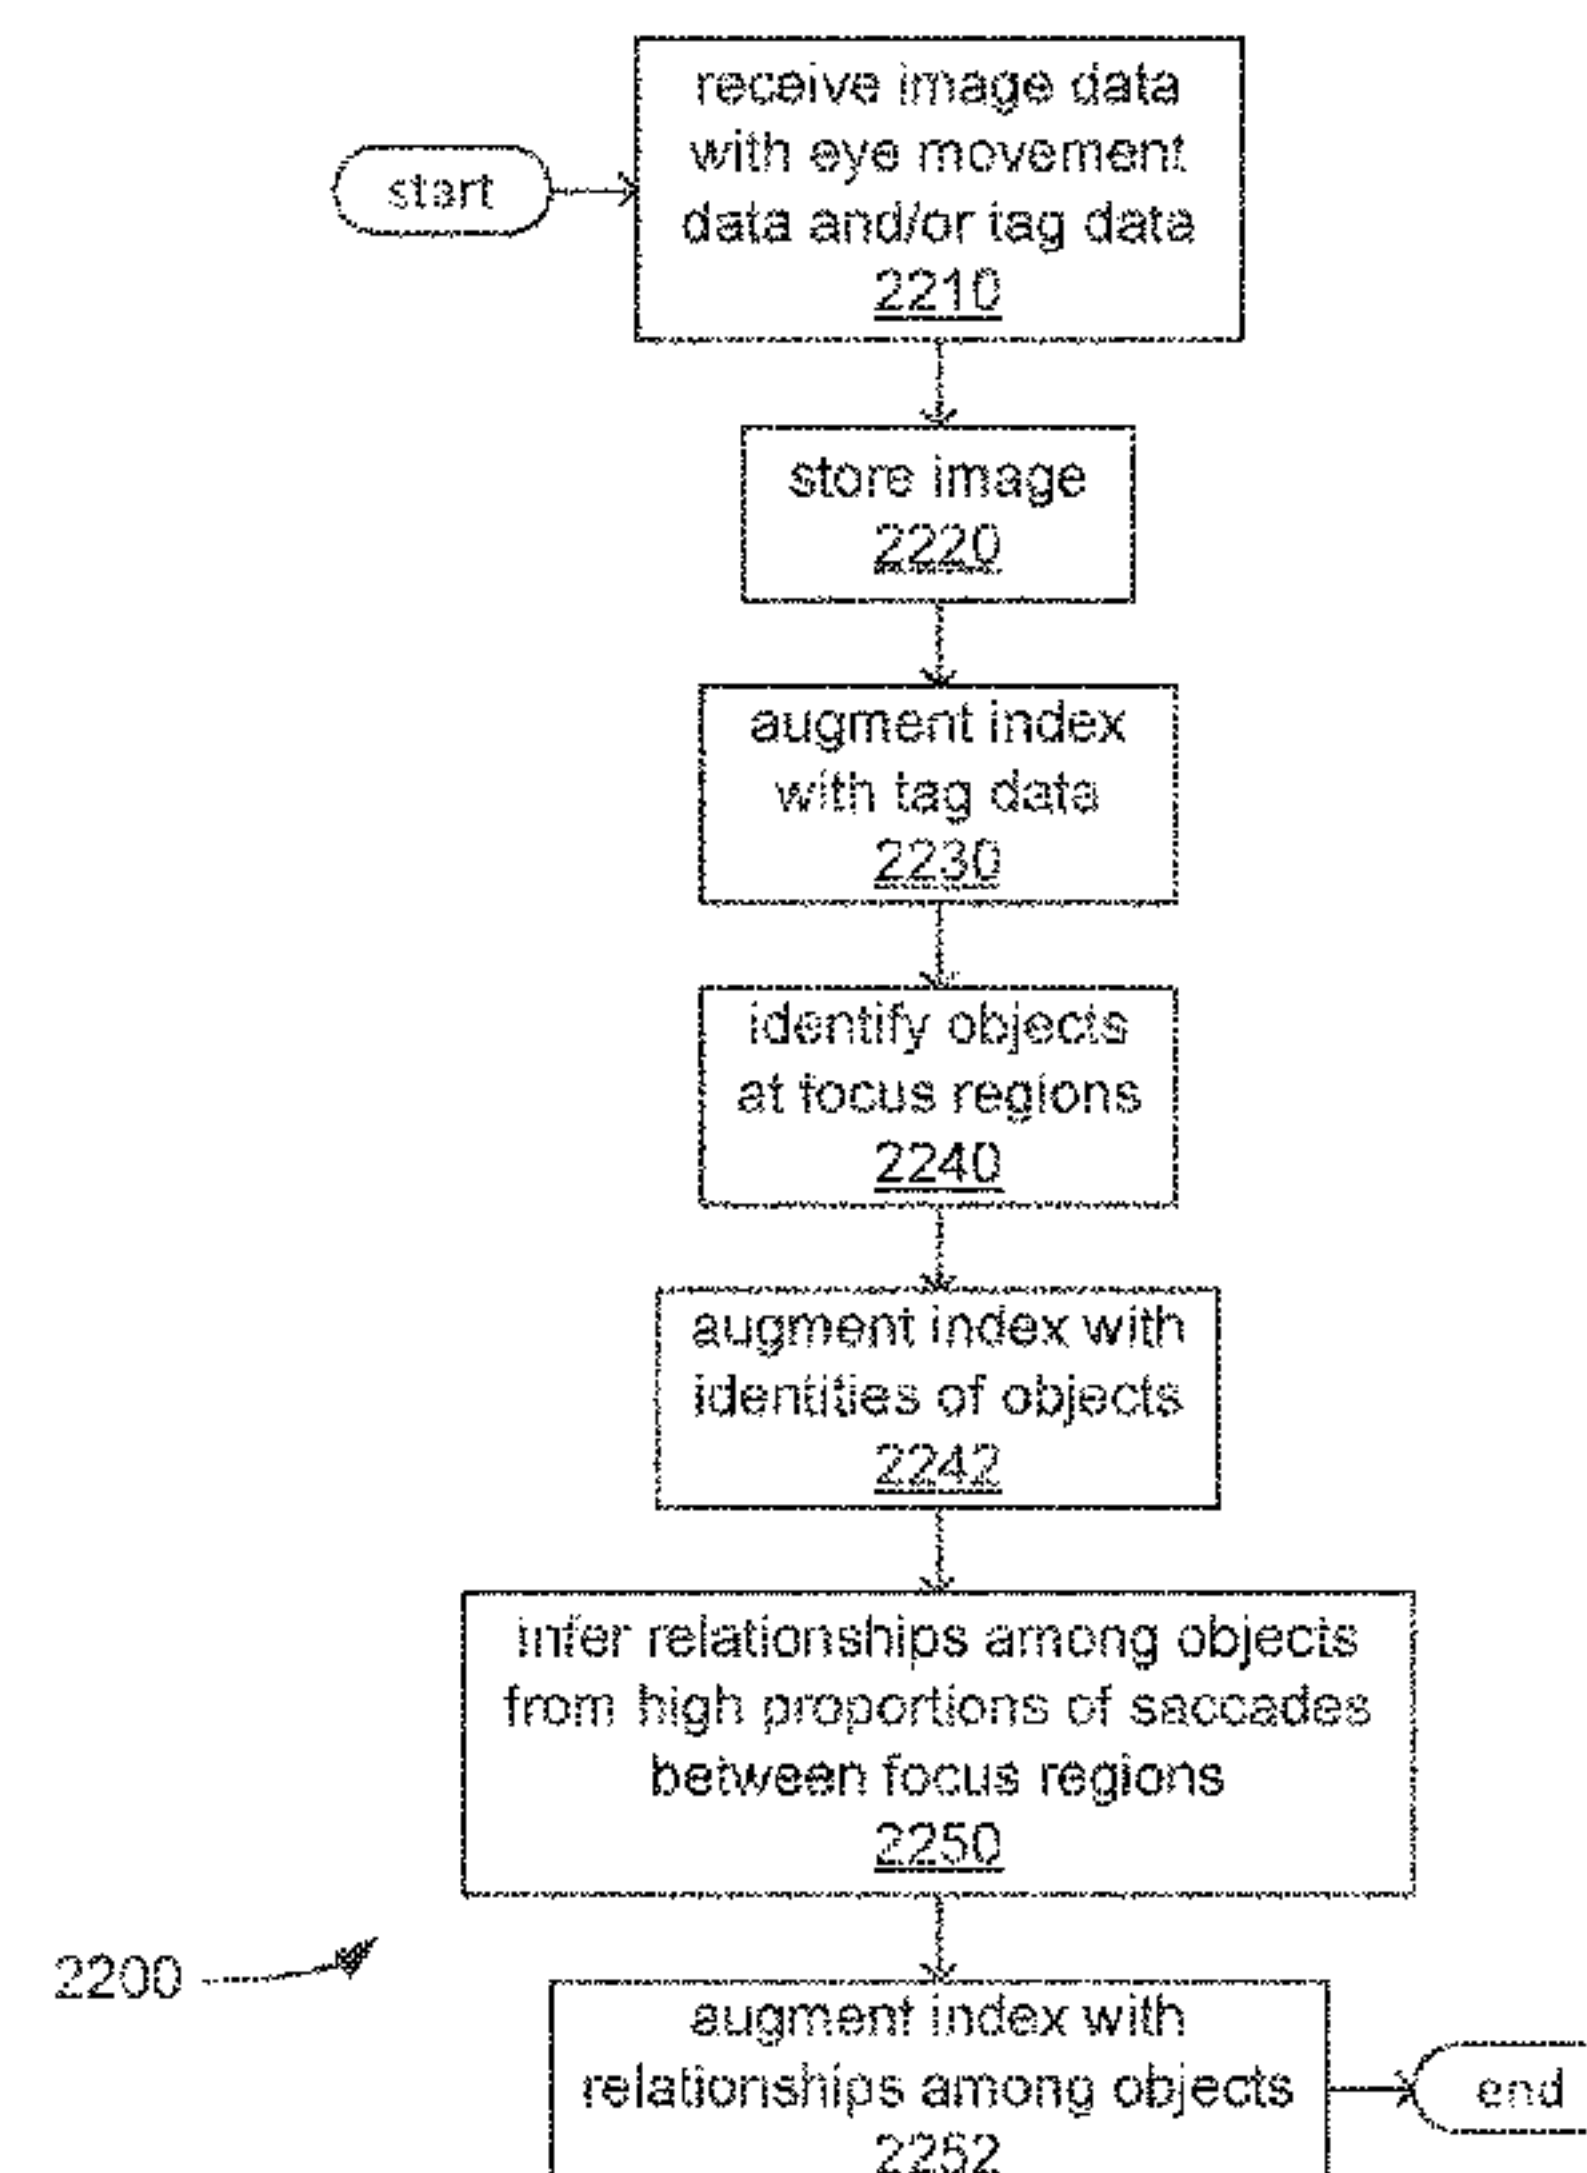 start
receive image data
with eye movement
data and/or tag data
2210
store image
2220
augment index
with tag data
2230
identify objects
at focus regions
2240
augment index with
identities of objects
2242
infer relationships among objects
from high proportions of saccades
between focus regions
2250
2200
augment index with
relationships among objects
2252
end